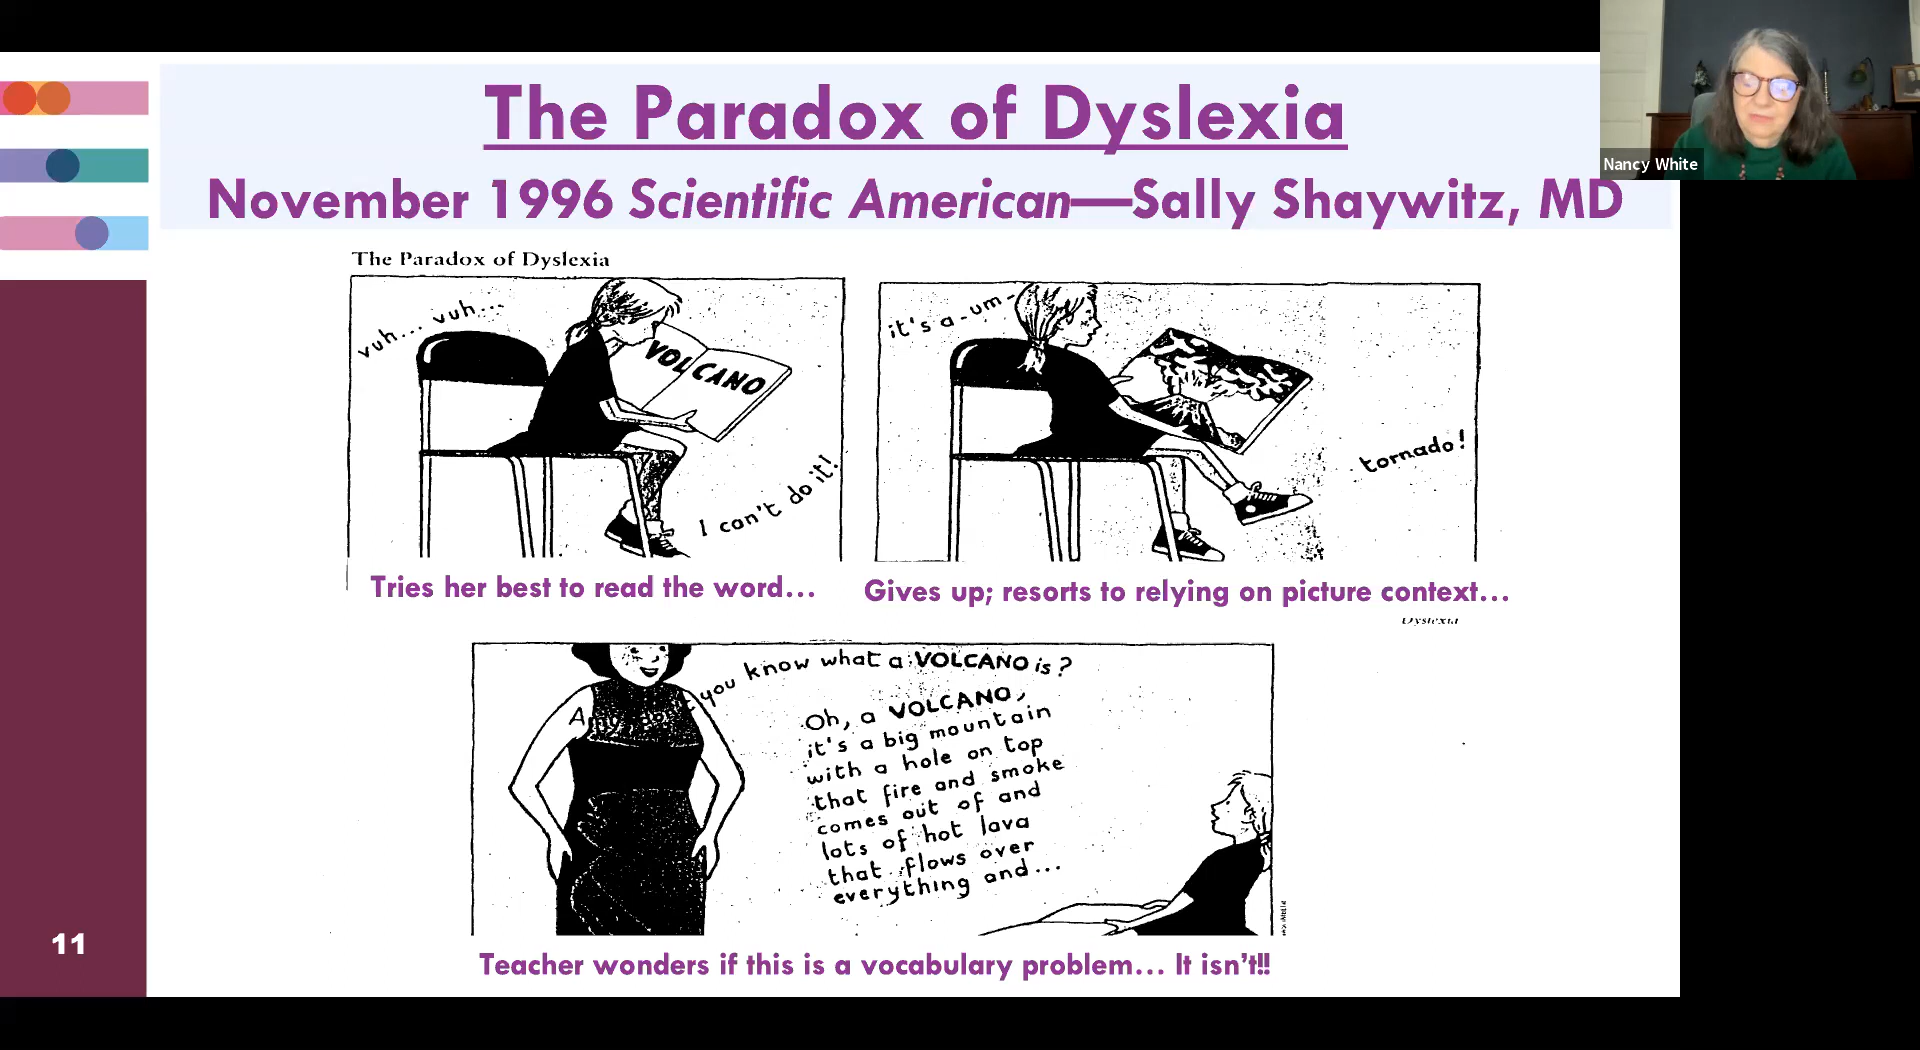 The Paradox of Dyslexia
November 1996 Scientific American—Sally Shaywitz, MD
Nancy White
The Paradox of Dyslexia
vuh... vuh...
VOLCANO
I can't do it!
it's a-um-
tornado!
Tries her best to read the word...
Gives up; resorts to relying on picture context...
Dyslexia
Amy, don't you know what a VOLCANO is?
Oh, a VOLCANO,
it's a big mountain
with a hole on top
that fire and smoke
comes out of and
lots of hot lava
that flows over
everything and...
Teacher wonders if this is a vocabulary problem... It isn't!!
11